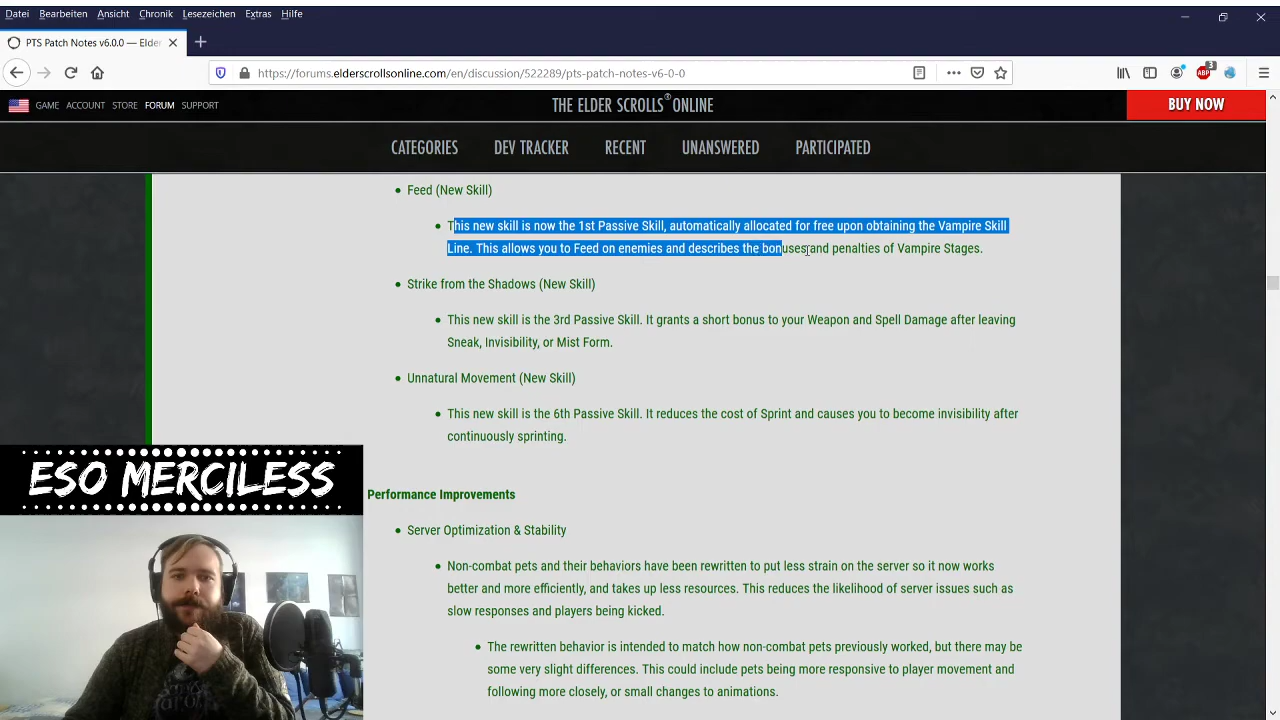 Datei Bearbeiten Ansicht Chronik Lesezeichen Extras Hilfe
PTS Patch Notes v6.0.0 — Elder
https://forums.elderscrollsonline.com/en/discussion/522289/pts-patch-notes-v6-0-0
ABP 3
GAME ACCOUNT STORE FORUM SUPPORT
THE ELDER SCROLLS® ONLINE
BUY NOW
CATEGORIES DEV TRACKER RECENT UNANSWERED PARTICIPATED
• Feed (New Skill)
• This new skill is now the 1st Passive Skill, automatically allocated for free upon obtaining the Vampire Skill
Line. This allows you to Feed on enemies and describes the bonuses and penalties of Vampire Stages.
• Strike from the Shadows (New Skill)
• This new skill is the 3rd Passive Skill. It grants a short bonus to your Weapon and Spell Damage after leaving
Sneak, Invisibility, or Mist Form.
• Unnatural Movement (New Skill)
• This new skill is the 6th Passive Skill. It reduces the cost of Sprint and causes you to become invisibility after
continuously sprinting.
ESO MERCILESS
Performance Improvements
• Server Optimization & Stability
• Non-combat pets and their behaviors have been rewritten to put less strain on the server so it now works
better and more efficiently, and takes up less resources. This reduces the likelihood of server issues such as
slow responses and players being kicked.
• The rewritten behavior is intended to match how non-combat pets previously worked, but there may be
some very slight differences. This could include pets being more responsive to player movement and
following more closely, or small changes to animations.